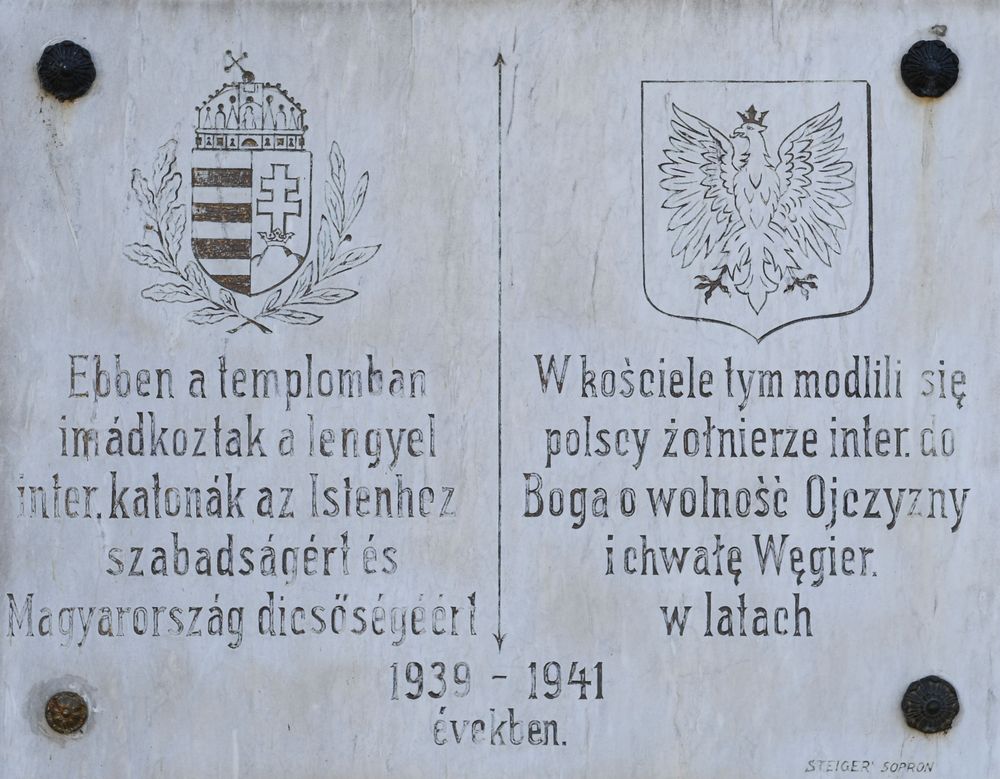 Ebben a templomban
imádkoztak a lengyel
inter. katonák az Istenhez
szabadságért és
Magyarország dicsőségéért
W kościele tym modlili się
polscy żołnierze inter. do
Boga o wolność Ojczyzny
i chwałę Węgier.
w latach
1939 - 1941
években.
STEIGER SOPRON